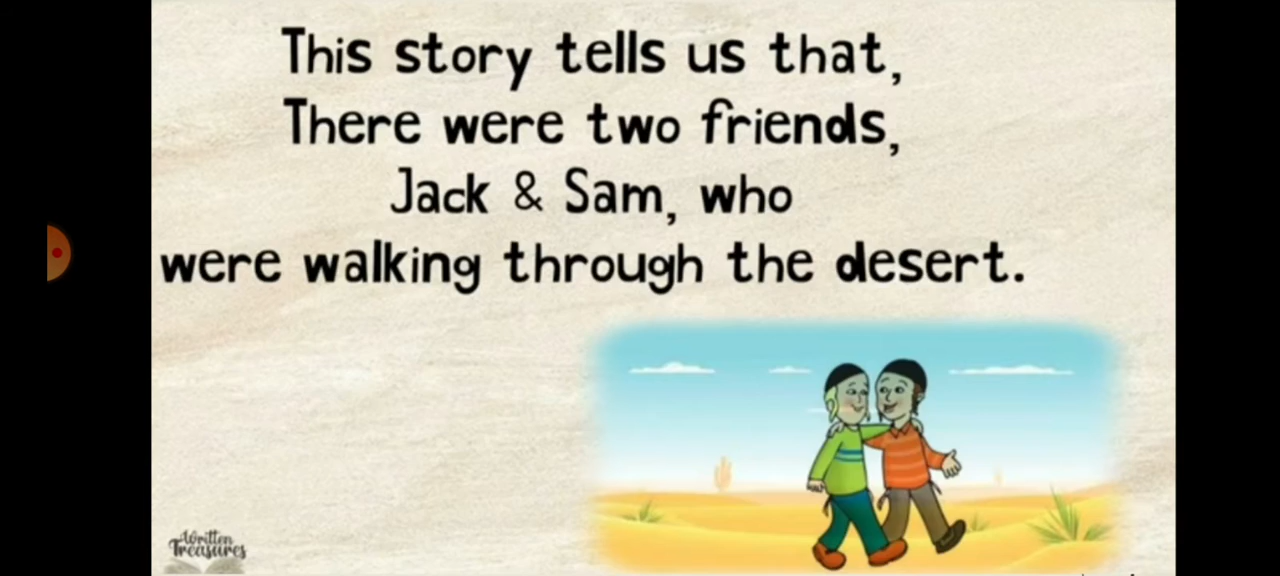 This story tells us that,
There were two friends,
Jack & Sam, who
were walking through the desert.
Written
Treasures